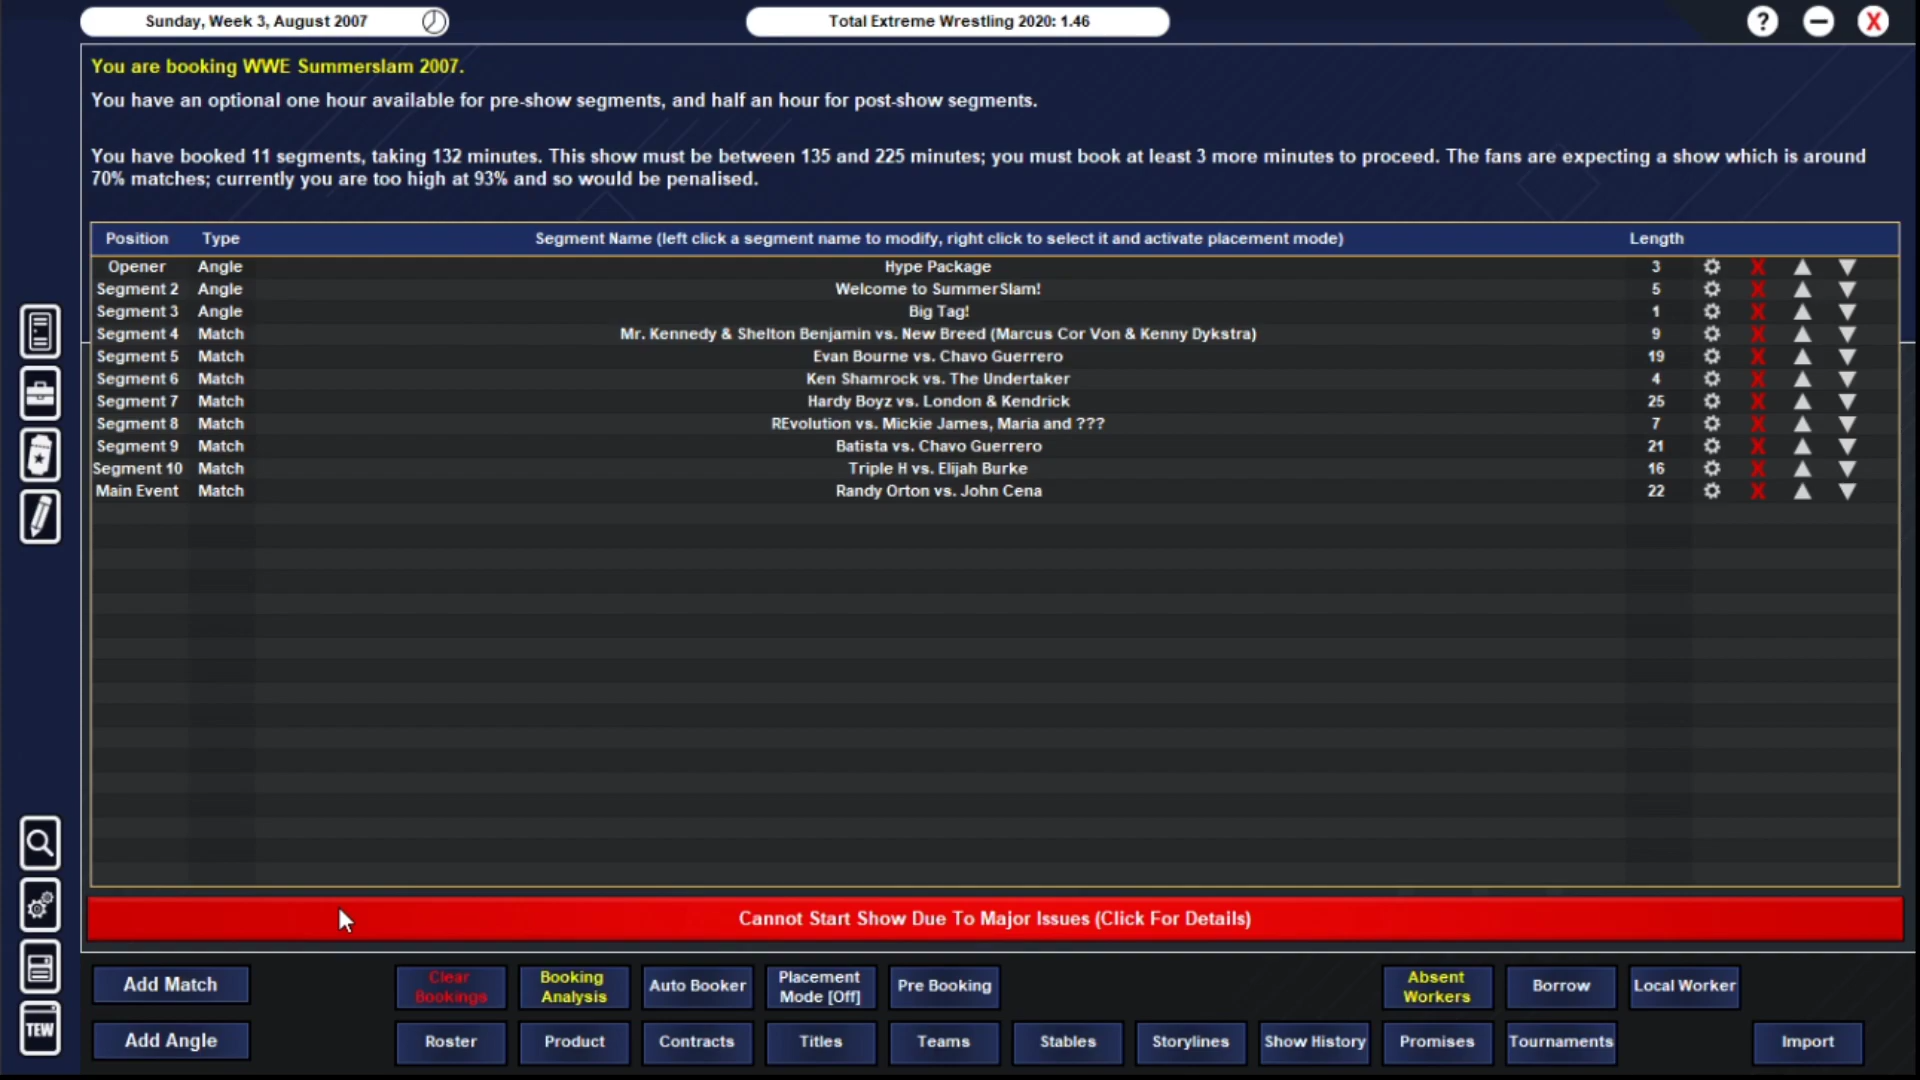 Sunday, Week 3, August 2007
Total Extreme Wrestling 2020: 1.46
?
X
You are booking WWE Summerslam 2007.
You have an optional one hour available for pre-show segments, and half an hour for post-show segments.
You have booked 11 segments, taking 132 minutes. This show must be between 135 and 225 minutes; you must book at least 3 more minutes to proceed. The fans are expecting a show which is around
70% matches; currently you are too high at 93% and so would be penalised.
Position Type Segment Name (left click a segment name to modify, right click to select it and activate placement mode) Length
Opener Angle Hype Package 3 X
Segment 2 Angle Welcome to SummerSlam! 5 X
Segment 3 Angle Big Tag! 1 X
Segment 4 Match Mr. Kennedy & Shelton Benjamin vs. New Breed (Marcus Cor Von & Kenny Dykstra) 9 X
Segment 5 Match Evan Bourne vs. Chavo Guerrero 19 X
Segment 6 Match Ken Shamrock vs. The Undertaker 4 X
Segment 7 Match Hardy Boyz vs. London & Kendrick 25 X
Segment 8 Match REvolution vs. Mickie James, Maria and ??? 7 X
Segment 9 Match Batista vs. Chavo Guerrero 21 X
Segment 10 Match Triple H vs. Elijah Burke 16 X
Main Event Match Randy Orton vs. John Cena 22 X
Cannot Start Show Due To Major Issues (Click For Details)
Add Match
Clear
Bookings
Booking
Analysis
Auto Booker
Placement
Mode [Off]
Pre Booking
Absent
Workers
Borrow
Local Worker
TEW
Add Angle
Roster
Product
Contracts
Titles
Teams
Stables
Storylines
Show History
Promises
Tournaments
Import